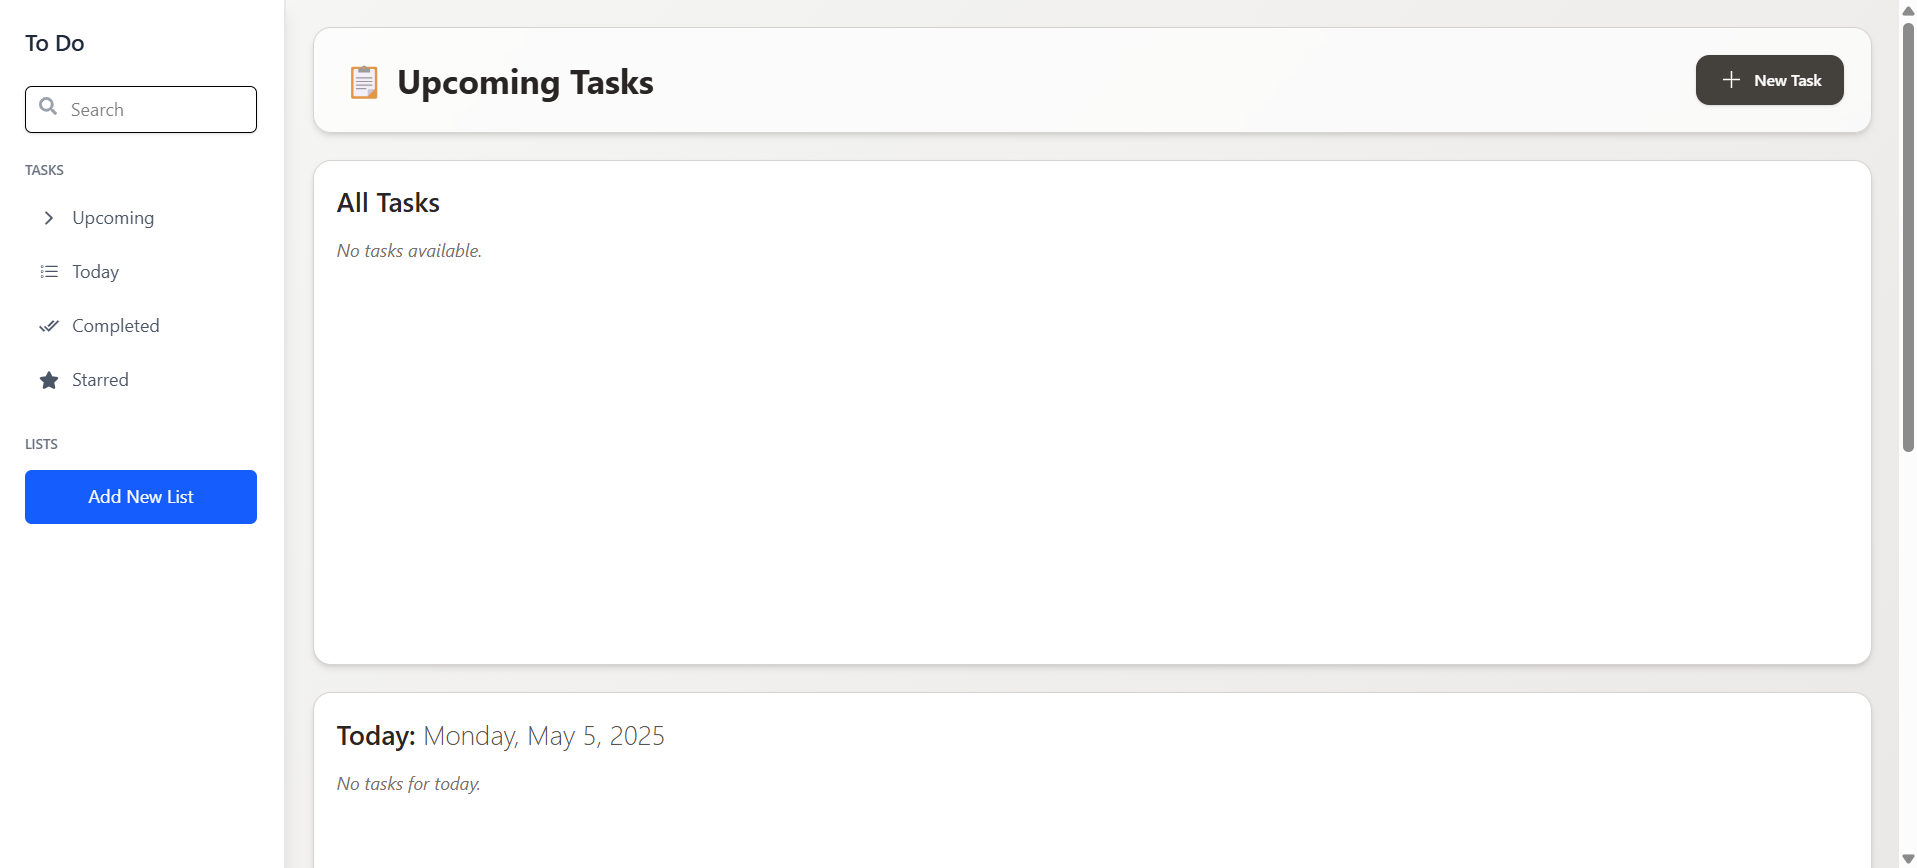 To Do
Search
TASKS
Upcoming
Today
Completed
Starred
LISTS
Add New List
Upcoming Tasks
New Task
All Tasks
No tasks available.
Today: Monday, May 5, 2025
No tasks for today.